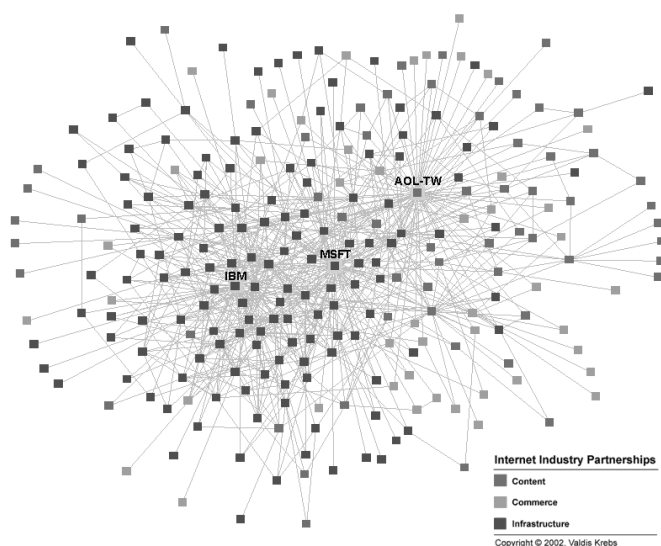 AOL-TW
MSFT
IBM
Internet Industry Partnerships
Content
Commerce
Infrastructure
Copyright © 2002, Valdis Krebs